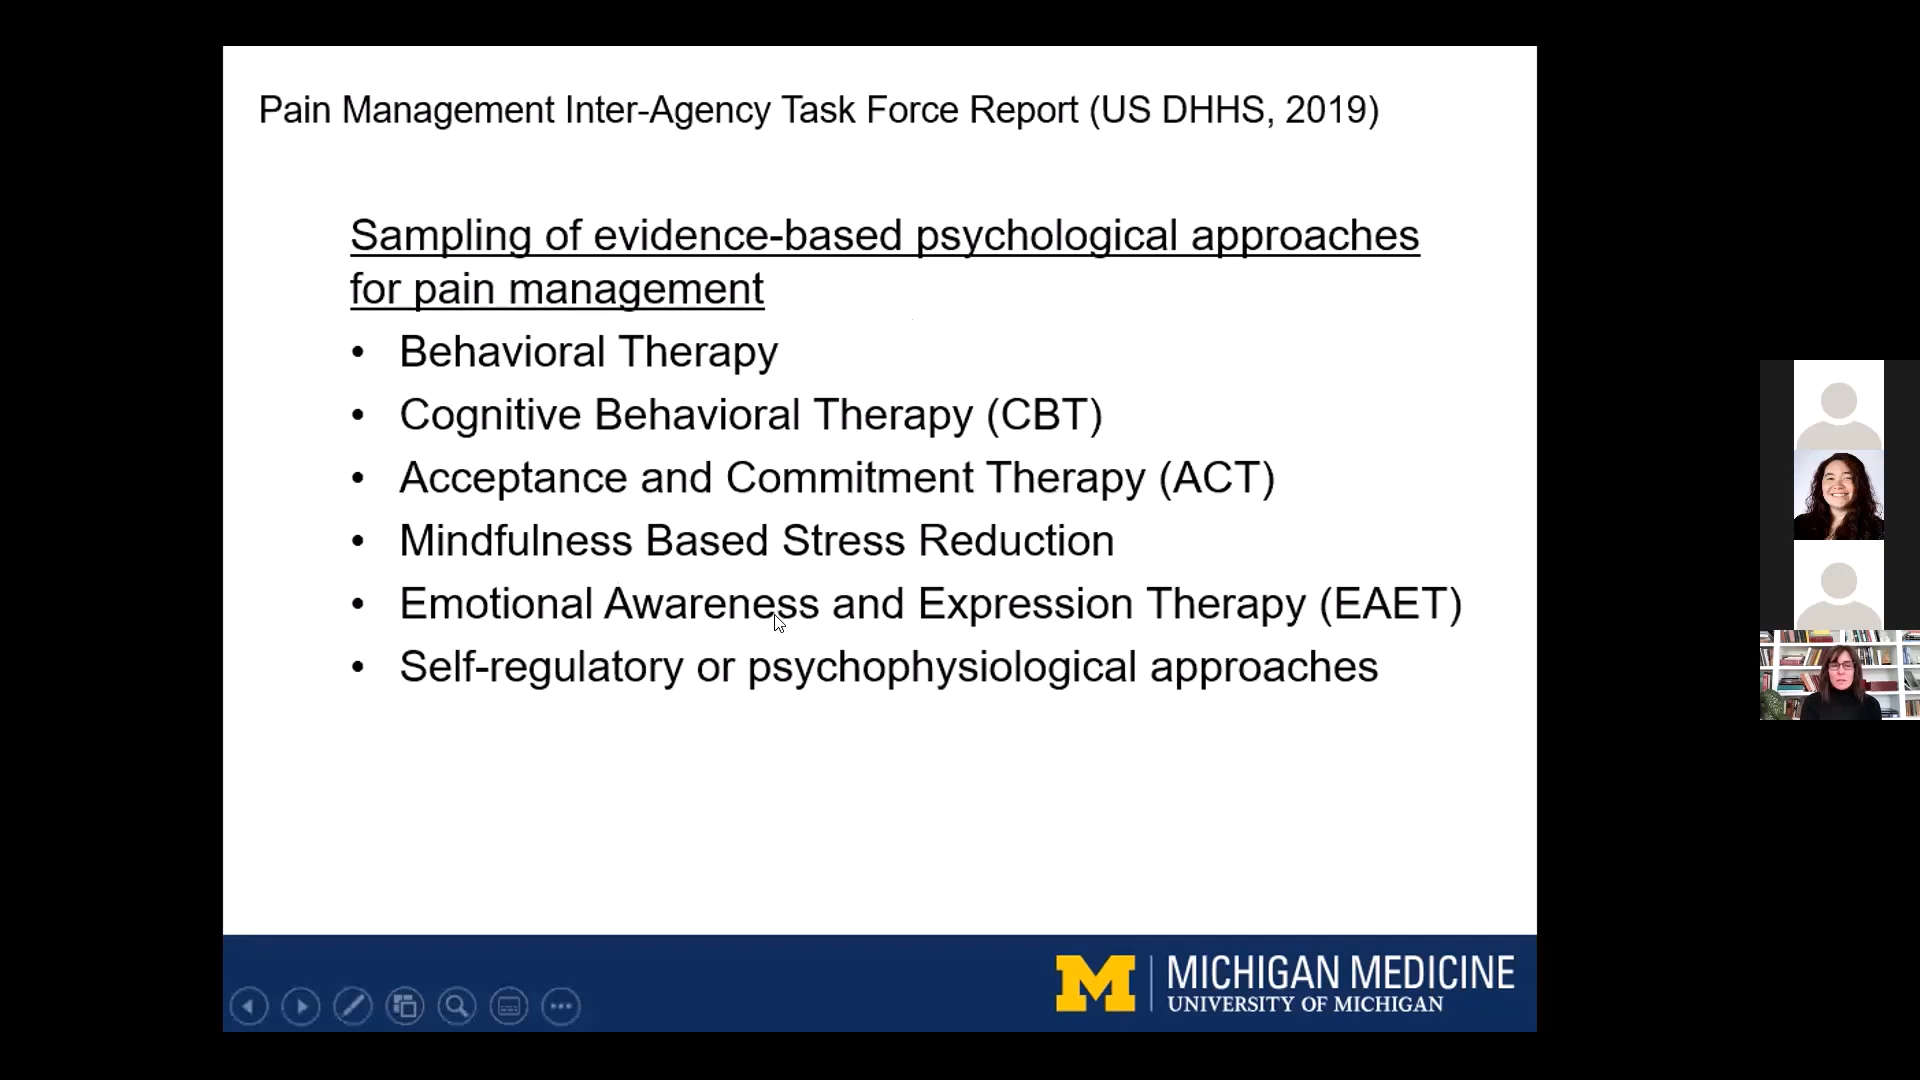 Pain Management Inter-Agency Task Force Report (US DHHS, 2019)
Sampling of evidence-based psychological approaches
for pain management
• Behavioral Therapy
• Cognitive Behavioral Therapy (CBT)
• Acceptance and Commitment Therapy (ACT)
• Mindfulness Based Stress Reduction
• Emotional Awareness and Expression Therapy (EAET)
• Self-regulatory or psychophysiological approaches
M MICHIGAN MEDICINE
UNIVERSITY OF MICHIGAN